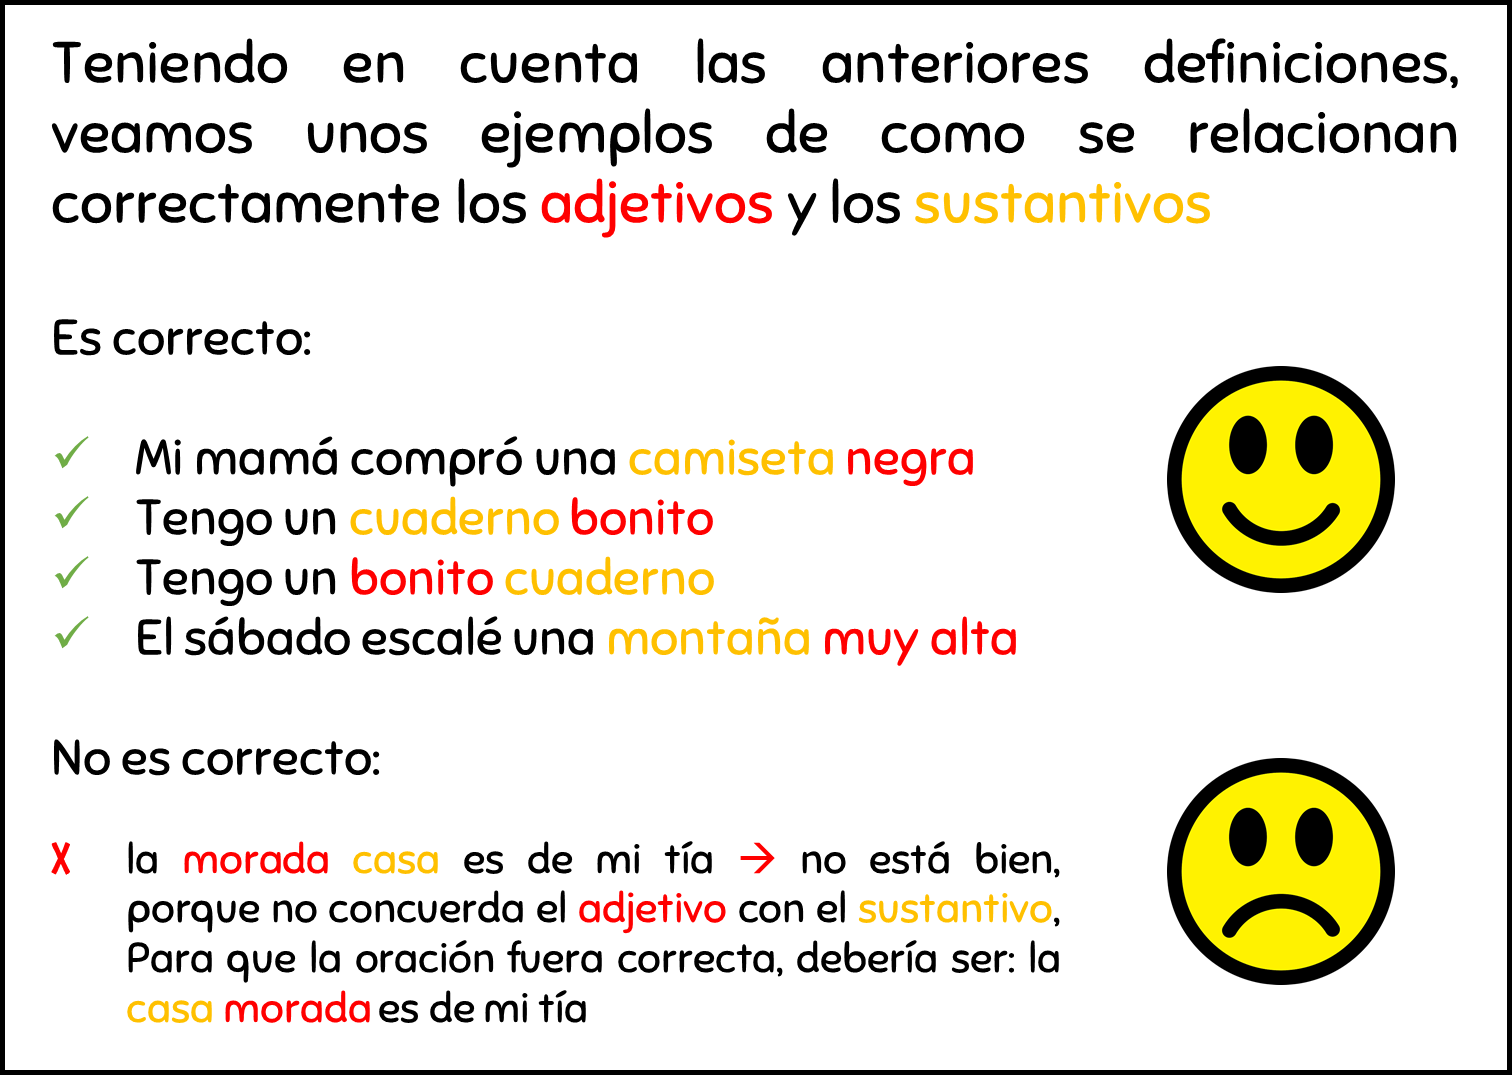 Teniendo en cuenta las anteriores definiciones,
veamos unos ejemplos de como se relacionan
correctamente los adjetivos y los sustantivos
Es correcto:
✓ Mi mamá compró una camiseta negra
✓ Tengo un cuaderno bonito
✓ Tengo un bonito cuaderno
✓ El sábado escalé una montaña muy alta
No es correcto:
X la morada casa es de mi tía → no está bien,
porque no concuerda el adjetivo con el sustantivo,
Para que la oración fuera correcta, debería ser: la
casa morada es de mi tía